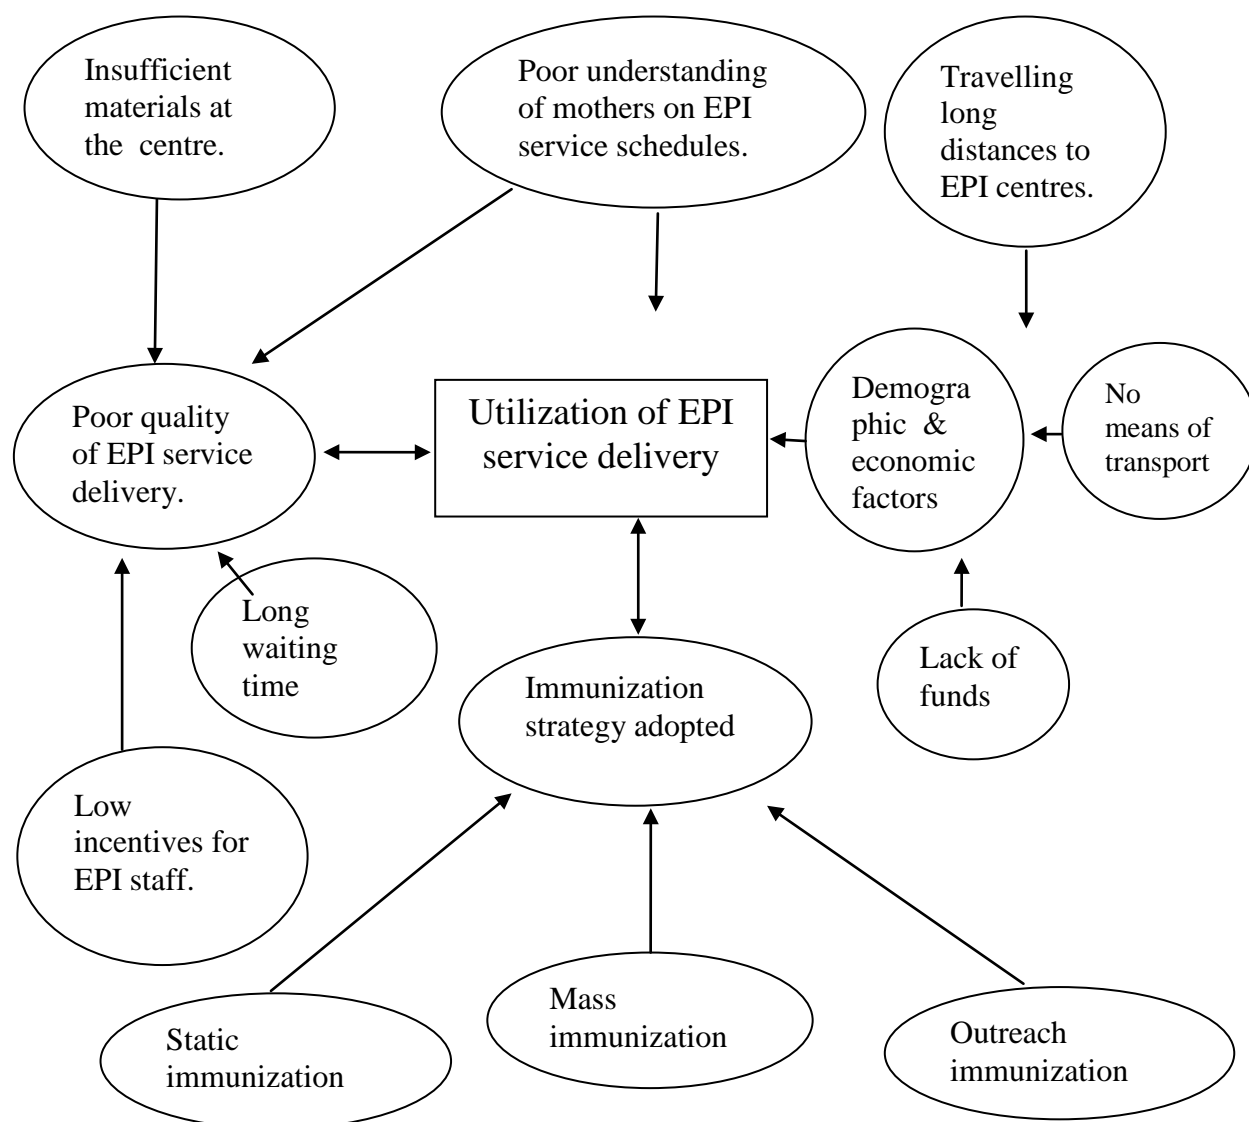 Insufficient
materials at
the centre.
Poor understanding
of mothers on EPI
service schedules.
Travelling
long
distances to
EPI centres.
Poor quality
of EPI service
delivery.
Utilization of EPI
service delivery
Demogra
phic &
economic
factors
No
means of
transport
Long
waiting
time
Immunization
strategy adopted
Lack of
funds
Low
incentives for
EPI staff.
Static
immunization
Mass
immunization
Outreach
immunization